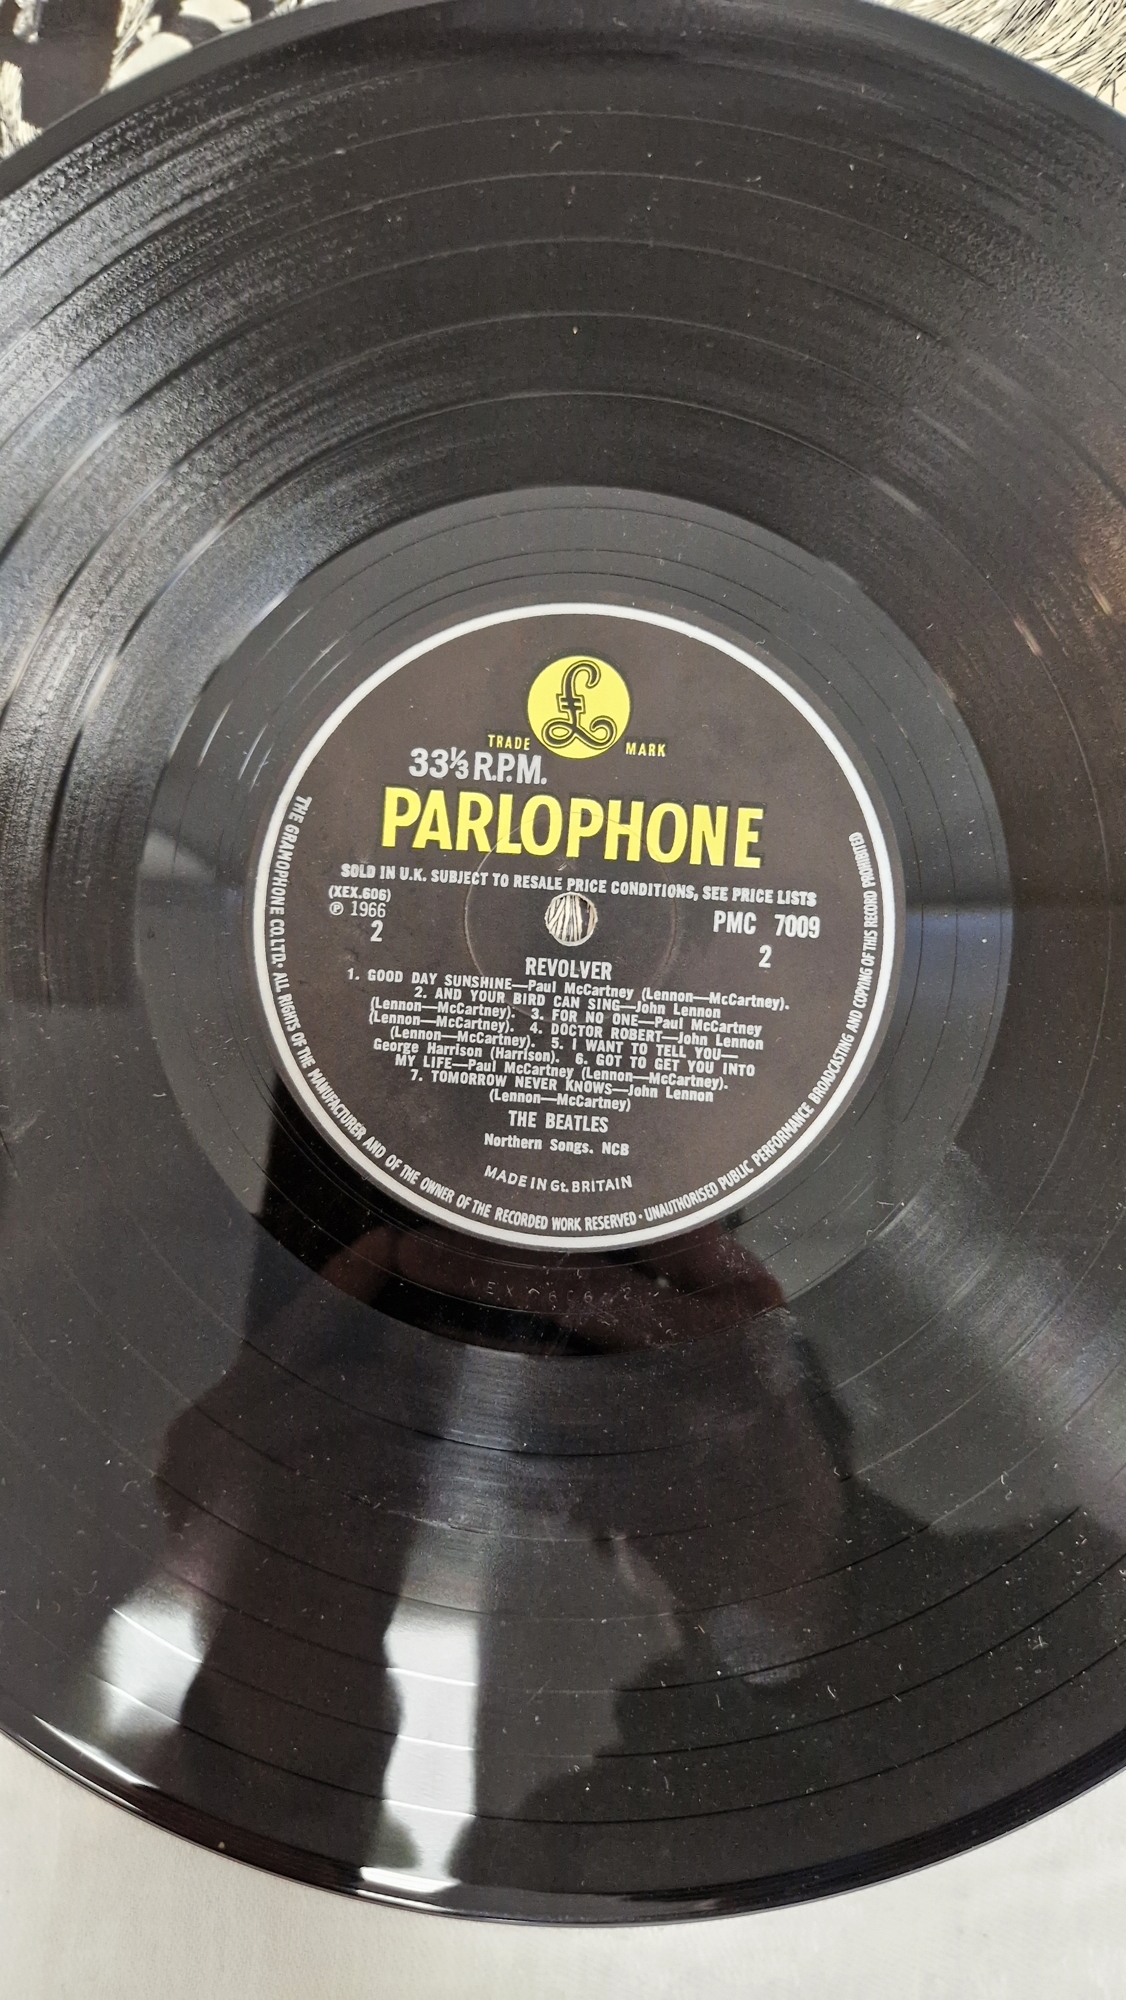 £
TRADE MARK
33⅓ R.P.M.
PARLOPHONE
SOLD IN U.K. SUBJECT TO RESALE PRICE CONDITIONS, SEE PRICE LISTS
(XEX.606)
℗ 1966
2
PMC 7009
2
REVOLVER
1. GOOD DAY SUNSHINE—Paul McCartney (Lennon—McCartney).
2. AND YOUR BIRD CAN SING—John Lennon
(Lennon—McCartney). 3. FOR NO ONE—Paul McCartney
(Lennon—McCartney). 4. DOCTOR ROBERT—John Lennon
(Lennon—McCartney). 5. I WANT TO TELL YOU—
George Harrison (Harrison). 6. GOT TO GET YOU INTO
MY LIFE—Paul McCartney (Lennon—McCartney).
7. TOMORROW NEVER KNOWS—John Lennon
(Lennon—McCartney)
THE BEATLES
Northern Songs. NCB
MADE IN Gt. BRITAIN
THE GRAMOPHONE CO. LTD. • ALL RIGHTS OF THE MANUFACTURER AND OF THE OWNER OF THE RECORDED WORK RESERVED • UNAUTHORISED PUBLIC PERFORMANCE BROADCASTING AND COPYING OF THIS RECORD PROHIBITED